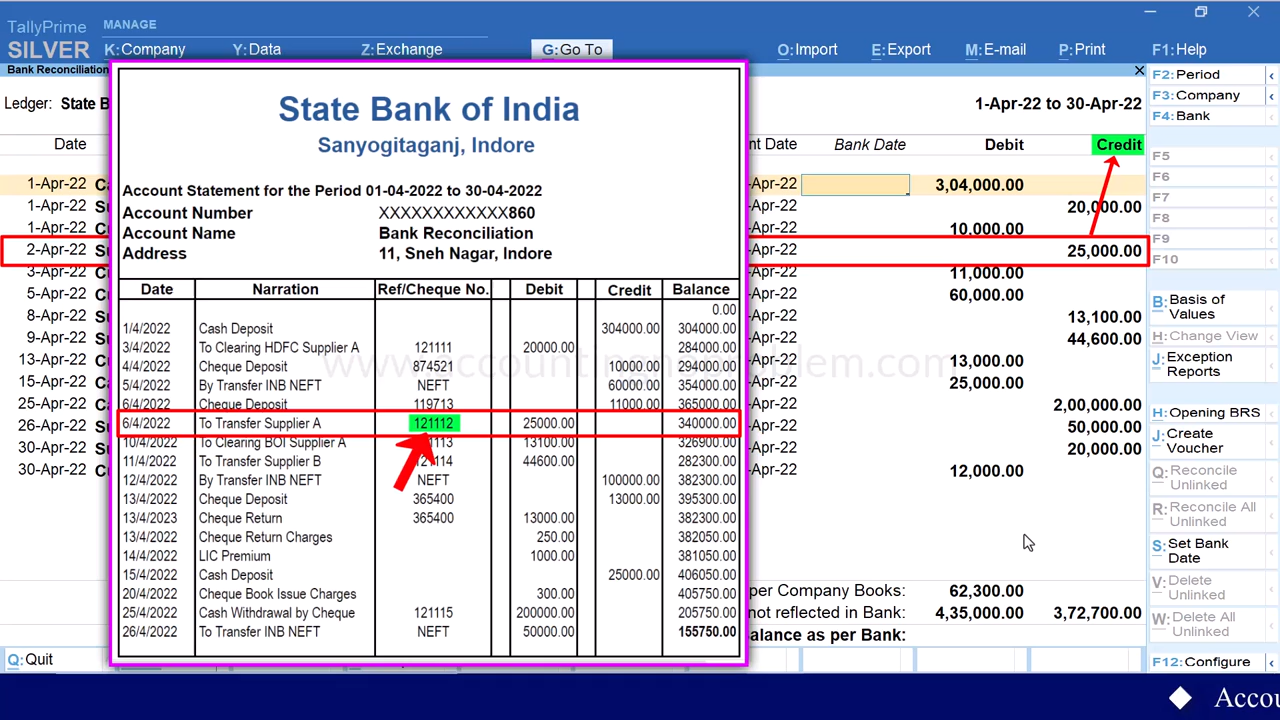 TallyPrime
SILVER
MANAGE
K:Company Y:Data Z:Exchange G:Go To O:Import E:Export M:E-mail P:Print F1:Help
Bank Reconciliation
Ledger: State B
1-Apr-22 to 30-Apr-22
Date nt Date Bank Date Debit Credit
1-Apr-22 Ca -Apr-22 3,04,000.00
1-Apr-22 Su -Apr-22 20,000.00
1-Apr-22 Cu -Apr-22 10,000.00
2-Apr-22 Su -Apr-22 25,000.00
3-Apr-22 Cu -Apr-22 11,000.00
5-Apr-22 Cu -Apr-22 60,000.00
8-Apr-22 Su -Apr-22 13,100.00
9-Apr-22 Su -Apr-22 44,600.00
13-Apr-22 Cu -Apr-22 13,000.00
15-Apr-22 Ca -Apr-22 25,000.00
25-Apr-22 Ca -Apr-22 2,00,000.00
26-Apr-22 Su -Apr-22 50,000.00
30-Apr-22 Su -Apr-22 20,000.00
30-Apr-22 Cu -Apr-22 12,000.00
per Company Books: 62,300.00
not reflected in Bank: 4,35,000.00 3,72,700.00
alance as per Bank:
State Bank of India
Sanyogitaganj, Indore
Account Statement for the Period 01-04-2022 to 30-04-2022
Account Number XXXXXXXXXXXX860
Account Name Bank Reconciliation
Address 11, Sneh Nagar, Indore
Date Narration Ref/Cheque No. Debit Credit Balance
0.00
1/4/2022 Cash Deposit 304000.00 304000.00
3/4/2022 To Clearing HDFC Supplier A 121111 20000.00 284000.00
4/4/2022 Cheque Deposit 874521 10000.00 294000.00
5/4/2022 By Transfer INB NEFT NEFT 60000.00 354000.00
6/4/2022 Cheque Deposit 119713 11000.00 365000.00
6/4/2022 To Transfer Supplier A 121112 25000.00 340000.00
10/4/2022 To Clearing BOI Supplier A 121113 13100.00 326900.00
11/4/2022 To Transfer Supplier B 121114 44600.00 282300.00
12/4/2022 By Transfer INB NEFT NEFT 100000.00 382300.00
13/4/2022 Cheque Deposit 365400 13000.00 395300.00
13/4/2023 Cheque Return 365400 13000.00 382300.00
13/4/2022 Cheque Return Charges 250.00 382050.00
14/4/2022 LIC Premium 1000.00 381050.00
15/4/2022 Cash Deposit 25000.00 406050.00
20/4/2022 Cheque Book Issue Charges 300.00 405750.00
25/4/2022 Cash Withdrawal by Cheque 121115 200000.00 205750.00
26/4/2022 To Transfer INB NEFT NEFT 50000.00 155750.00
F2: Period
F3: Company
F4: Bank
F5
F6
F7
F8
F9
F10
B: Basis of
Values
H: Change View
J: Exception
Reports
H: Opening BRS
J: Create
Voucher
Q: Reconcile
Unlinked
R: Reconcile All
Unlinked
S: Set Bank
Date
V: Delete
Unlinked
W: Delete All
Unlinked
F12: Configure
Q: Quit
Accou